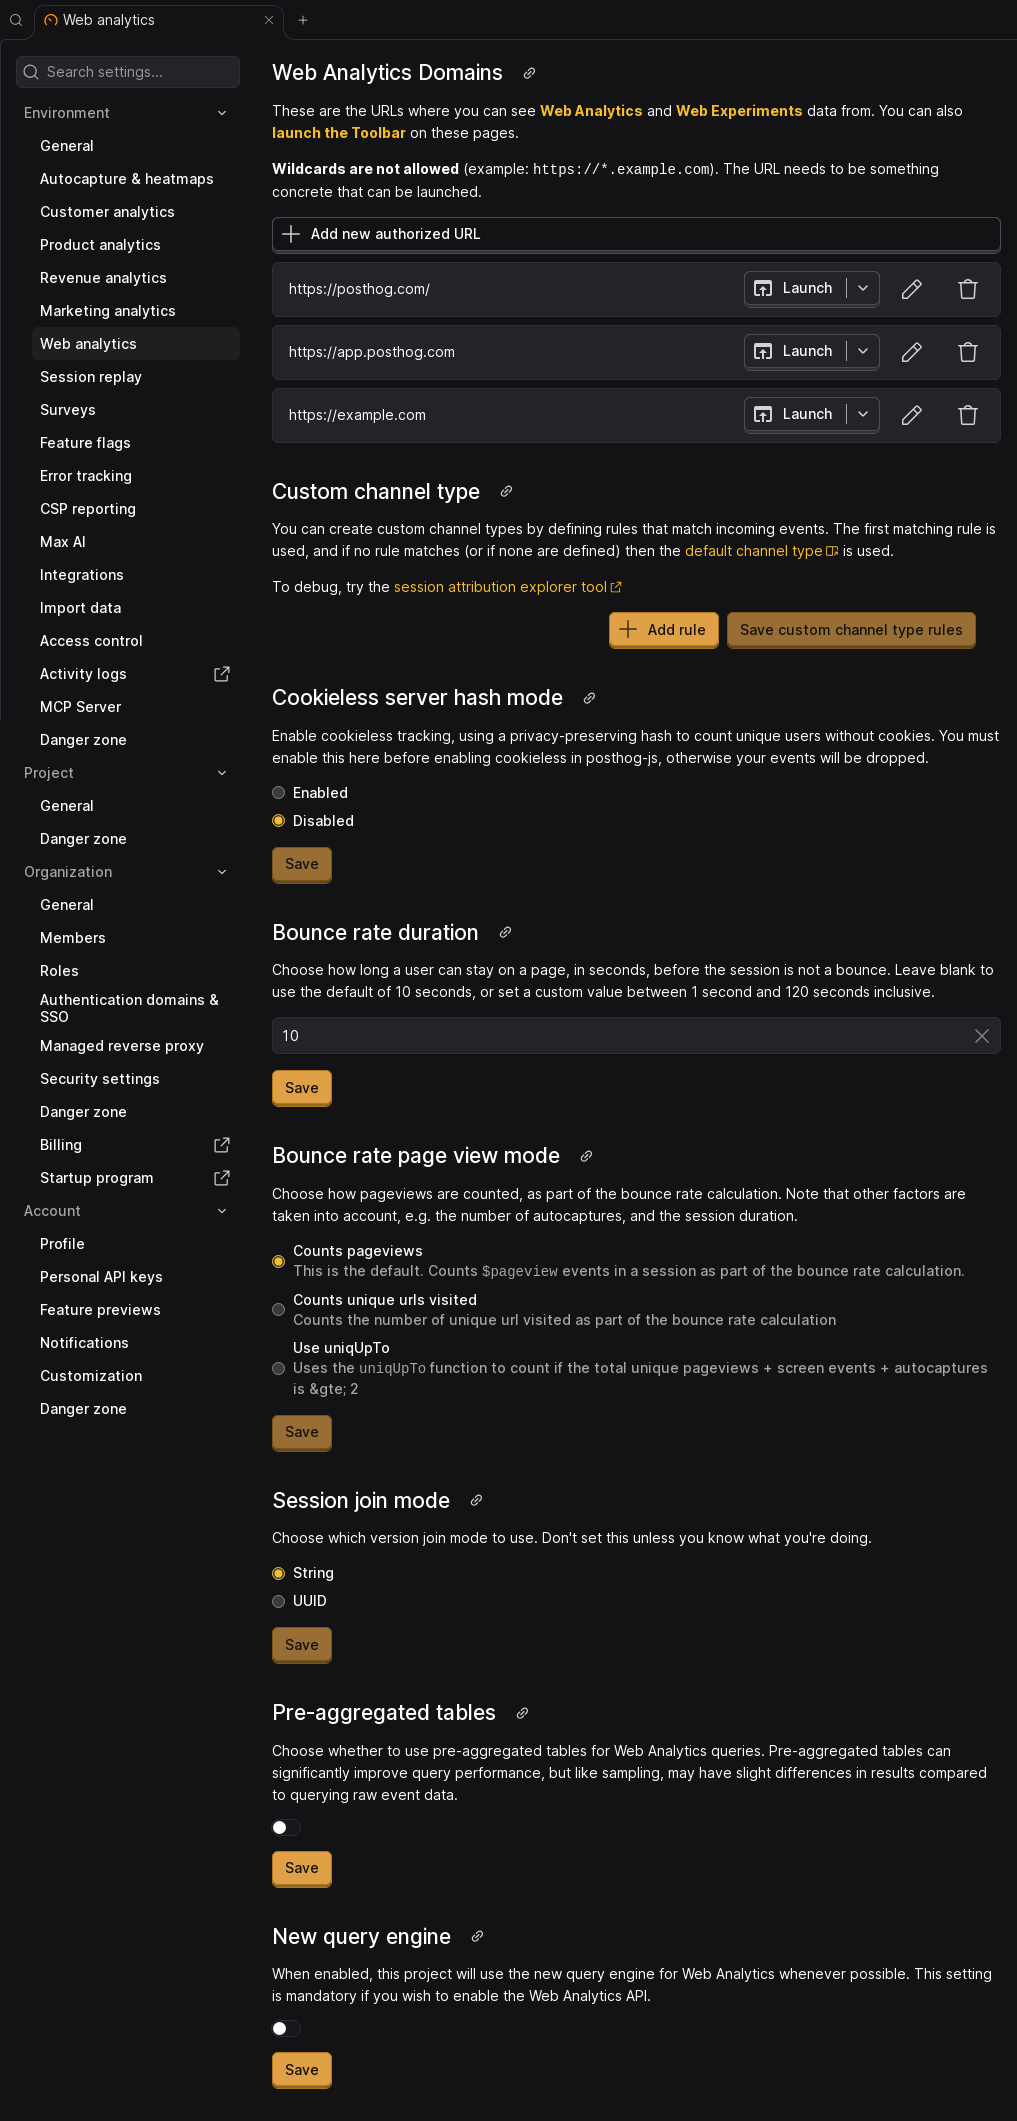 Web analytics
Search settings...
Environment
General
Autocapture & heatmaps
Customer analytics
Product analytics
Revenue analytics
Marketing analytics
Web analytics
Session replay
Surveys
Feature flags
Error tracking
CSP reporting
Max AI
Integrations
Import data
Access control
Activity logs
MCP Server
Danger zone
Project
General
Danger zone
Organization
General
Members
Roles
Authentication domains &
SSO
Managed reverse proxy
Security settings
Danger zone
Billing
Startup program
Account
Profile
Personal API keys
Feature previews
Notifications
Customization
Danger zone
Web Analytics Domains
These are the URLs where you can see Web Analytics and Web Experiments data from. You can also
launch the Toolbar on these pages.
Wildcards are not allowed (example: https://*.example.com). The URL needs to be something
concrete that can be launched.
Add new authorized URL
https://posthog.com/ Launch
https://app.posthog.com Launch
https://example.com Launch
Custom channel type
You can create custom channel types by defining rules that match incoming events. The first matching rule is
used, and if no rule matches (or if none are defined) then the default channel type is used.
To debug, try the session attribution explorer tool
Add rule Save custom channel type rules
Cookieless server hash mode
Enable cookieless tracking, using a privacy-preserving hash to count unique users without cookies. You must
enable this here before enabling cookieless in posthog-js, otherwise your events will be dropped.
Enabled
Disabled
Save
Bounce rate duration
Choose how long a user can stay on a page, in seconds, before the session is not a bounce. Leave blank to
use the default of 10 seconds, or set a custom value between 1 second and 120 seconds inclusive.
10
Save
Bounce rate page view mode
Choose how pageviews are counted, as part of the bounce rate calculation. Note that other factors are
taken into account, e.g. the number of autocaptures, and the session duration.
Counts pageviews
This is the default. Counts $pageview events in a session as part of the bounce rate calculation.
Counts unique urls visited
Counts the number of unique url visited as part of the bounce rate calculation
Use uniqUpTo
Uses the uniqUpTo function to count if the total unique pageviews + screen events + autocaptures
is &gte; 2
Save
Session join mode
Choose which version join mode to use. Don't set this unless you know what you're doing.
String
UUID
Save
Pre-aggregated tables
Choose whether to use pre-aggregated tables for Web Analytics queries. Pre-aggregated tables can
significantly improve query performance, but like sampling, may have slight differences in results compared
to querying raw event data.
Save
New query engine
When enabled, this project will use the new query engine for Web Analytics whenever possible. This setting
is mandatory if you wish to enable the Web Analytics API.
Save